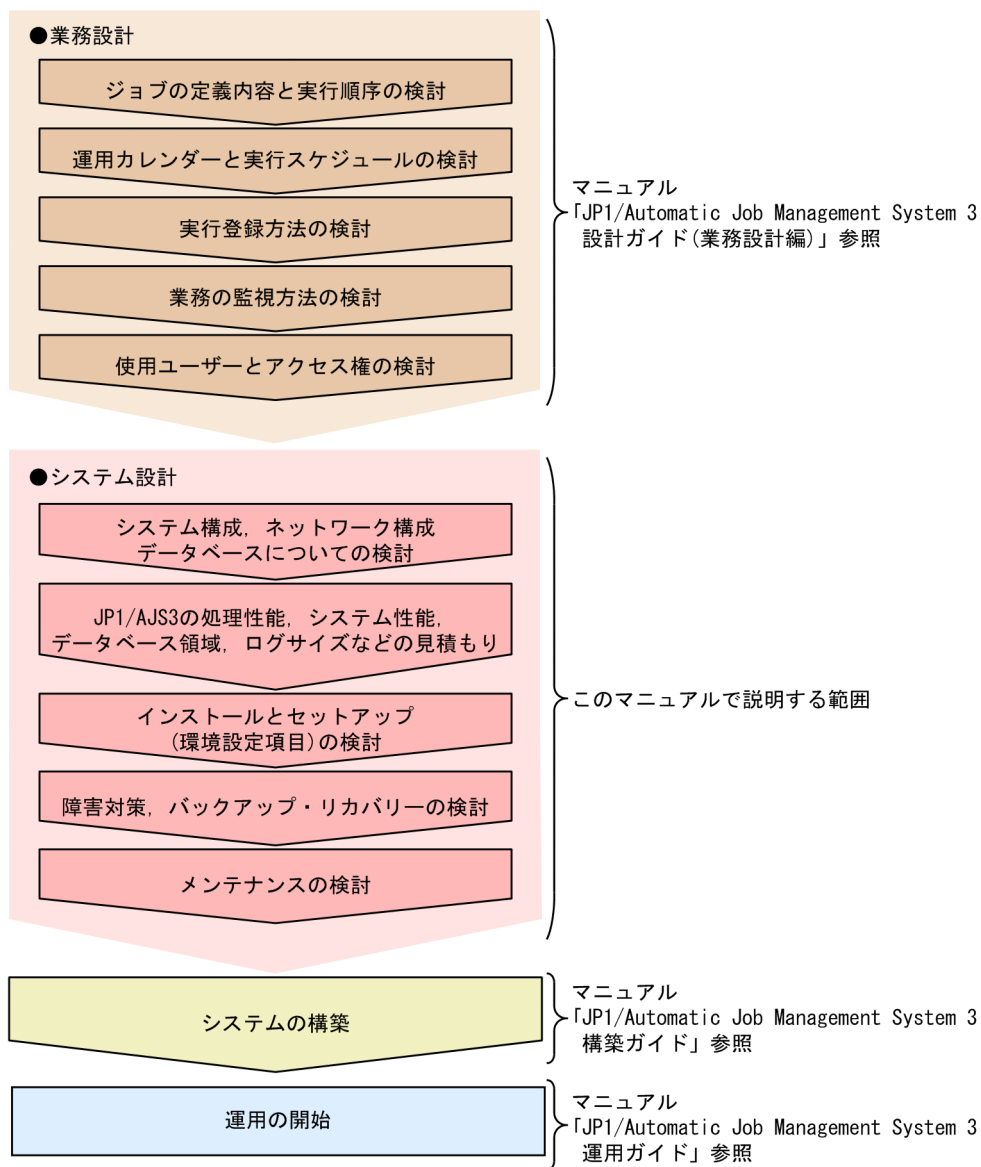 ●業務設計
ジョブの定義内容と実行順序の検討
運用カレンダーと実行スケジュールの検討
実行登録方法の検討
業務の監視方法の検討
使用ユーザーとアクセス権の検討
マニュアル
「JP1/Automatic Job Management System 3
設計ガイド(業務設計編)」参照
●システム設計
システム構成，ネットワーク構成
データベースについての検討
JP1/AJS3の処理性能，システム性能，
データベース領域，ログサイズなどの見積もり
インストールとセットアップ
(環境設定項目)の検討
障害対策，バックアップ・リカバリーの検討
メンテナンスの検討
このマニュアルで説明する範囲
システムの構築
マニュアル
「JP1/Automatic Job Management System 3
構築ガイド」参照
運用の開始
マニュアル
「JP1/Automatic Job Management System 3
運用ガイド」参照